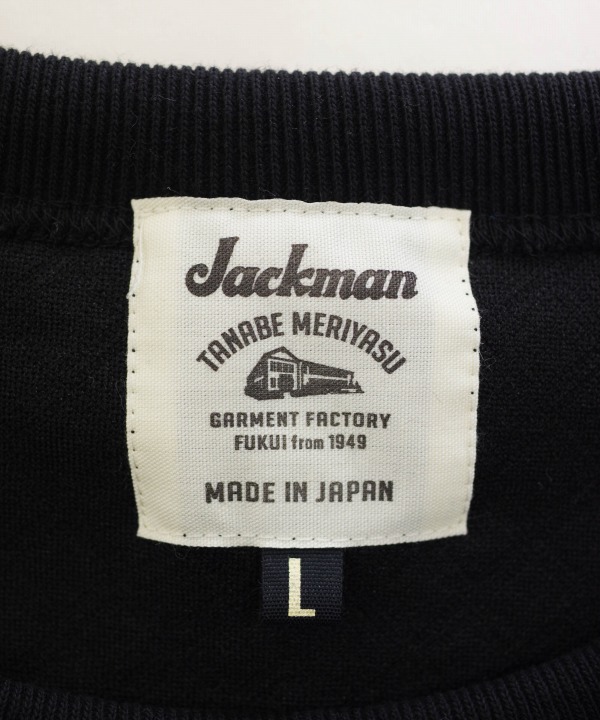 Jackman
TANABE MERIYASU
GARMENT FACTORY
FUKUI from 1949
MADE IN JAPAN
L